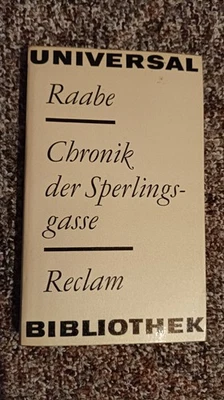 UNIVERSAL
Raabe
Chronik
der Sperlings-
gasse
Reclam
BIBLIOTHEK